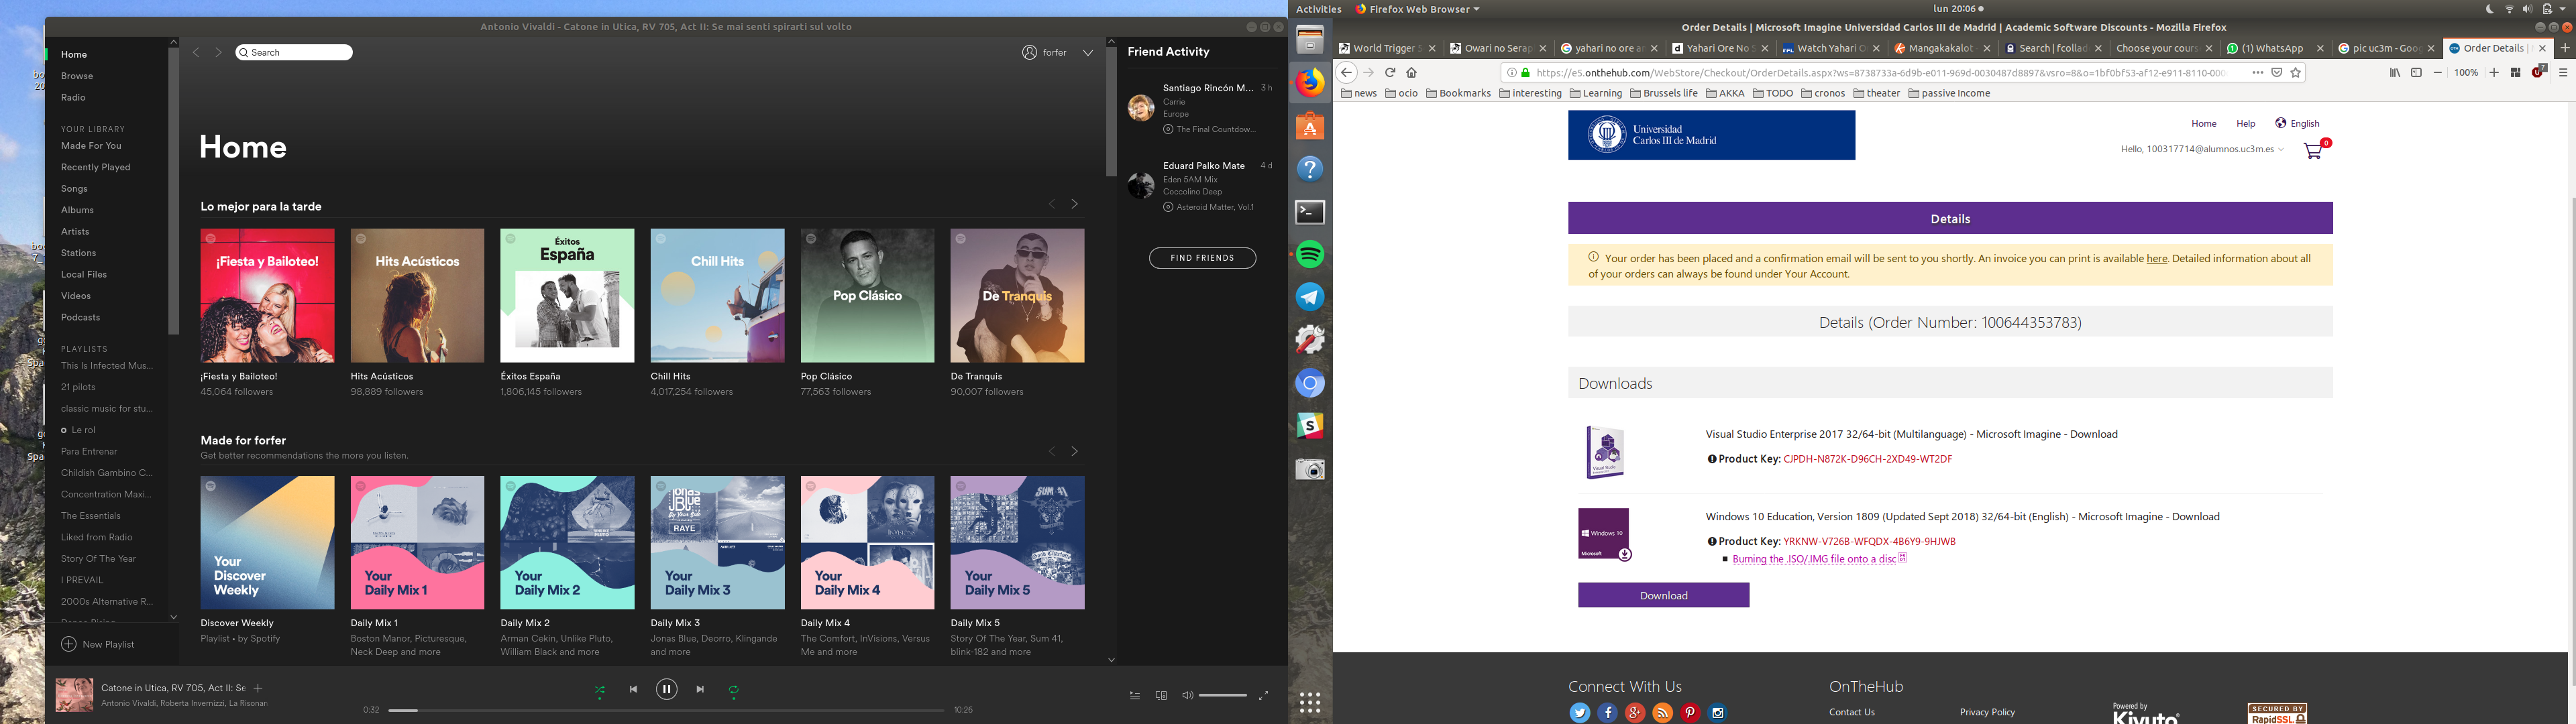 Antonio Vivaldi - Catone in Utica, RV 705, Act II: Se mai senti spirarti sul volto
Home
Browse
Radio
YOUR LIBRARY
Made For You
Recently Played
Songs
Albums
Artists
Stations
Local Files
Videos
Podcasts
PLAYLISTS
This Is Infected Mus...
21 pilots
classic music for stu...
Le rol
Para Entrenar
Childish Gambino C...
Concentration Maxi...
The Essentials
Liked from Radio
Story Of The Year
I PREVAIL
2000s Alternative R...
New Playlist
Search
forfer
Home
Lo mejor para la tarde
¡Fiesta y Bailoteo!
Hits Acústicos
Éxitos España
Chill Hits
Pop Clásico
De Tranquis
¡Fiesta y Bailoteo!
45,064 followers
Hits Acústicos
98,889 followers
Éxitos España
1,806,145 followers
Chill Hits
4,017,254 followers
Pop Clásico
77,563 followers
De Tranquis
90,007 followers
Made for forfer
Get better recommendations the more you listen.
Your Discover Weekly
Your Daily Mix 1
Your Daily Mix 2
Your Daily Mix 3
Your Daily Mix 4
Your Daily Mix 5
Discover Weekly
Playlist • by Spotify
Daily Mix 1
Boston Manor, Picturesque,
Neck Deep and more
Daily Mix 2
Arman Cekin, Unlike Pluto,
William Black and more
Daily Mix 3
Jonas Blue, Deorro, Klingande
and more
Daily Mix 4
The Comfort, InVisions, Versus
Me and more
Daily Mix 5
Story Of The Year, Sum 41,
blink-182 and more
Friend Activity
Santiago Rincón M... 3 h
Carrie
Europe
The Final Countdow...
Eduard Palko Mate 4 d
Eden 5AM Mix
Coccolino Deep
Asteroid Matter, Vol.1
FIND FRIENDS
Catone in Utica, RV 705, Act II: Se
Antonio Vivaldi, Roberta Invernizzi, La Risonar
0:32
10:26
Activities
Firefox Web Browser
lun 20:06
Order Details | Microsoft Imagine Universidad Carlos III de Madrid | Academic Software Discounts - Mozilla Firefox
World Trigger S
Owari no Serap
yahari no ore ar
Yahari Ore No S
Watch Yahari O
Mangakakalot
Search | fcollad
Choose your cours
(1) WhatsApp
pic uc3m - Goog
Order Details |
https://e5.onthehub.com/WebStore/Checkout/OrderDetails.aspx?ws=8738733a-6d9b-e011-969d-0030487d8897&vsro=8&o=1bf0bf53-af12-e911-8110-000
100%
news
ocio
Bookmarks
interesting
Learning
Brussels life
AKKA
TODO
cronos
theater
passive Income
Universidad
Carlos III de Madrid
Home
Help
English
Hello, 100317714@alumnos.uc3m.es
0
Details
Your order has been placed and a confirmation email will be sent to you shortly. An invoice you can print is available here. Detailed information about all
of your orders can always be found under Your Account.
Details (Order Number: 100644353783)
Downloads
Visual Studio Enterprise 2017 32/64-bit (Multilanguage) - Microsoft Imagine - Download
Product Key: CJPDH-N872K-D96CH-2XD49-WT2DF
Windows 10
Microsoft
Windows 10 Education, Version 1809 (Updated Sept 2018) 32/64-bit (English) - Microsoft Imagine - Download
Product Key: YRKNW-V726B-WFQDX-4B6Y9-9HJWB
Burning the .ISO/.IMG file onto a disc
Download
Connect With Us
OnTheHub
Contact Us
Privacy Policy
Powered by
Kivuto
SECURED BY
RapidSSL